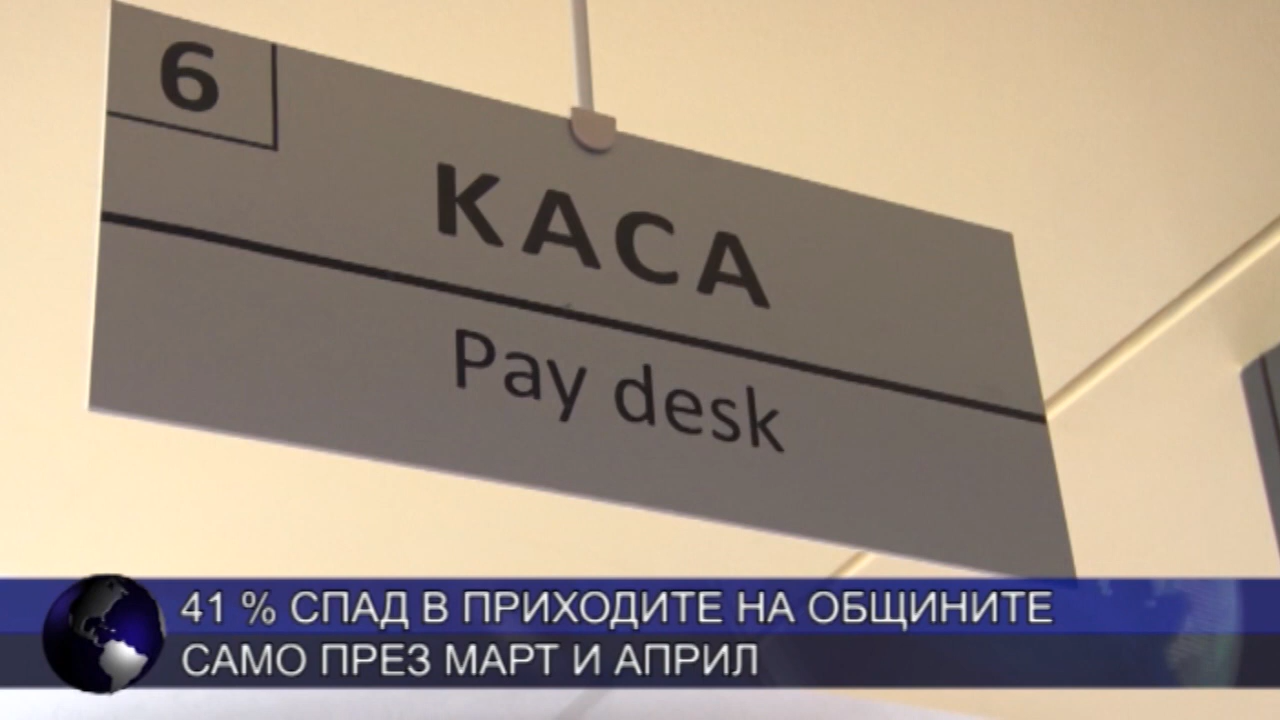 6
КАСА
Pay desk
41 % СПАД В ПРИХОДИТЕ НА ОБЩИНИТЕ
САМО ПРЕЗ МАРТ И АПРИЛ